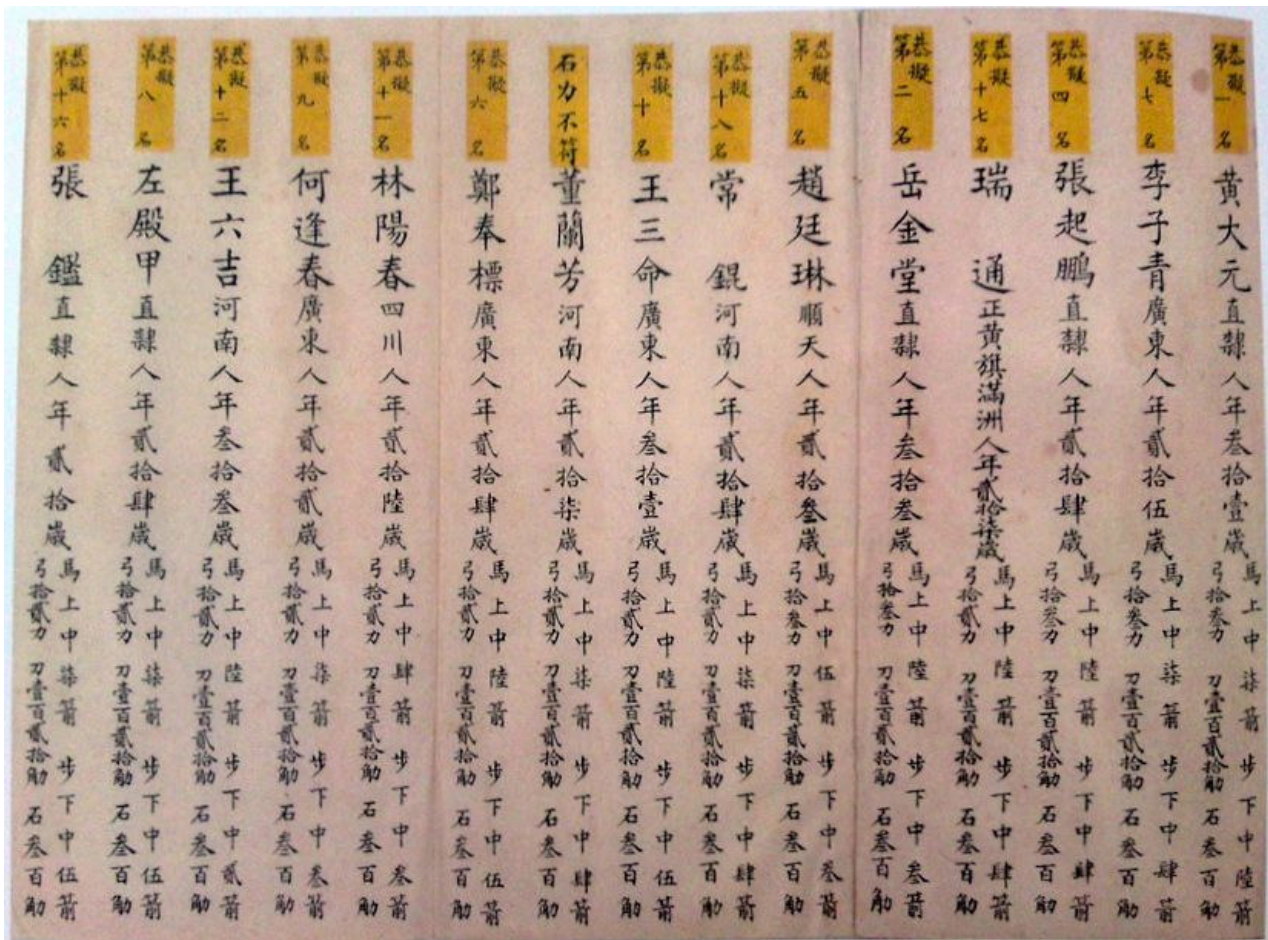 恭擬第一名
黃大元直隸人年叁拾壹歲
馬上中柒箭 步下中陸箭
弓拾叁力 刀壹百貳拾觔 石叁百觔
恭擬第七名
李子青廣東人年貳拾伍歲
馬上中柒箭 步下中肆箭
弓拾叁力 刀壹百貳拾觔 石叁百觔
恭擬第四名
張起鵬直隸人年貳拾肆歲
馬上中陸箭 步下中肆箭
弓拾叁力 刀壹百貳拾觔 石叁百觔
恭擬第十七名
瑞通正黃旗滿洲人年貳拾柒歲
馬上中陸箭 步下中肆箭
弓拾貳力 刀壹百貳拾觔 石叁百觔
恭擬第二名
岳金堂直隸人年叁拾叁歲
馬上中陸箭 步下中叁箭
弓拾叁力 刀壹百貳拾觔 石叁百觔
恭擬第五名
趙廷琳順天人年貳拾叁歲
馬上中伍箭 步下中叁箭
弓拾叁力 刀壹百貳拾觔 石叁百觔
恭擬第十八名
常錕河南人年貳拾肆歲
馬上中柒箭 步下中肆箭
弓拾貳力 刀壹百貳拾觔 石叁百觔
恭擬第十名
王三命廣東人年叁拾壹歲
馬上中陸箭 步下中伍箭
弓拾貳力 刀壹百貳拾觔 石叁百觔
石力不符
董蘭芳河南人年貳拾柒歲
馬上中柒箭 步下中肆箭
弓拾貳力 刀壹百貳拾觔 石叁百觔
恭擬第六名
鄭奉標廣東人年貳拾肆歲
馬上中陸箭 步下中伍箭
弓拾貳力 刀壹百貳拾觔 石叁百觔
恭擬第十一名
林陽春四川人年貳拾陸歲
馬上中肆箭 步下中叁箭
弓拾貳力 刀壹百貳拾觔 石叁百觔
恭擬第九名
何逢春廣東人年貳拾貳歲
馬上中柒箭 步下中叁箭
弓拾貳力 刀壹百貳拾觔 石叁百觔
恭擬第十二名
王六吉河南人年叁拾叁歲
馬上中陸箭 步下中貳箭
弓拾貳力 刀壹百貳拾觔 石叁百觔
恭擬第八名
左殿甲直隸人年貳拾肆歲
馬上中柒箭 步下中伍箭
弓拾貳力 刀壹百貳拾觔 石叁百觔
恭擬第十六名
張鑑直隸人年貳拾歲
馬上中柒箭 步下中伍箭
弓拾貳力 刀壹百貳拾觔 石叁百觔